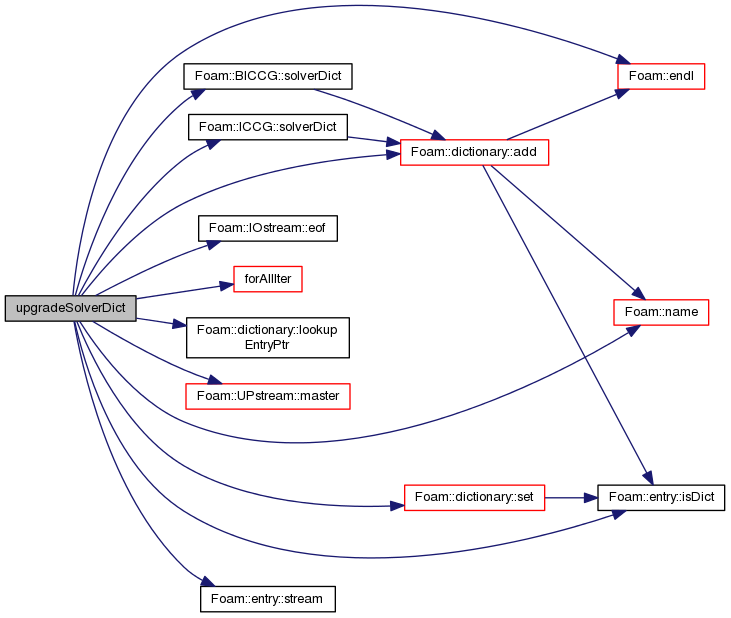 Foam::endl
Foam::BICCG::solverDict
Foam::ICCG::solverDict
Foam::dictionary::add
Foam::IOstream::eof
forAllIter
upgradeSolverDict
Foam::name
Foam::dictionary::lookup
EntryPtr
Foam::UPstream::master
Foam::dictionary::set
Foam::entry::isDict
Foam::entry::stream